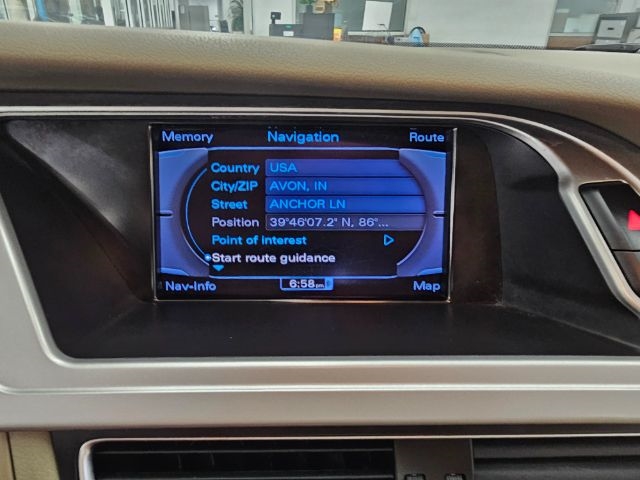 Memory Navigation Route
Country USA
City/ZIP AVON, IN
Street ANCHOR LN
Position 39°46'07.2" N, 86°...
Point of interest
Start route guidance
Nav-Info 6:58pm Map